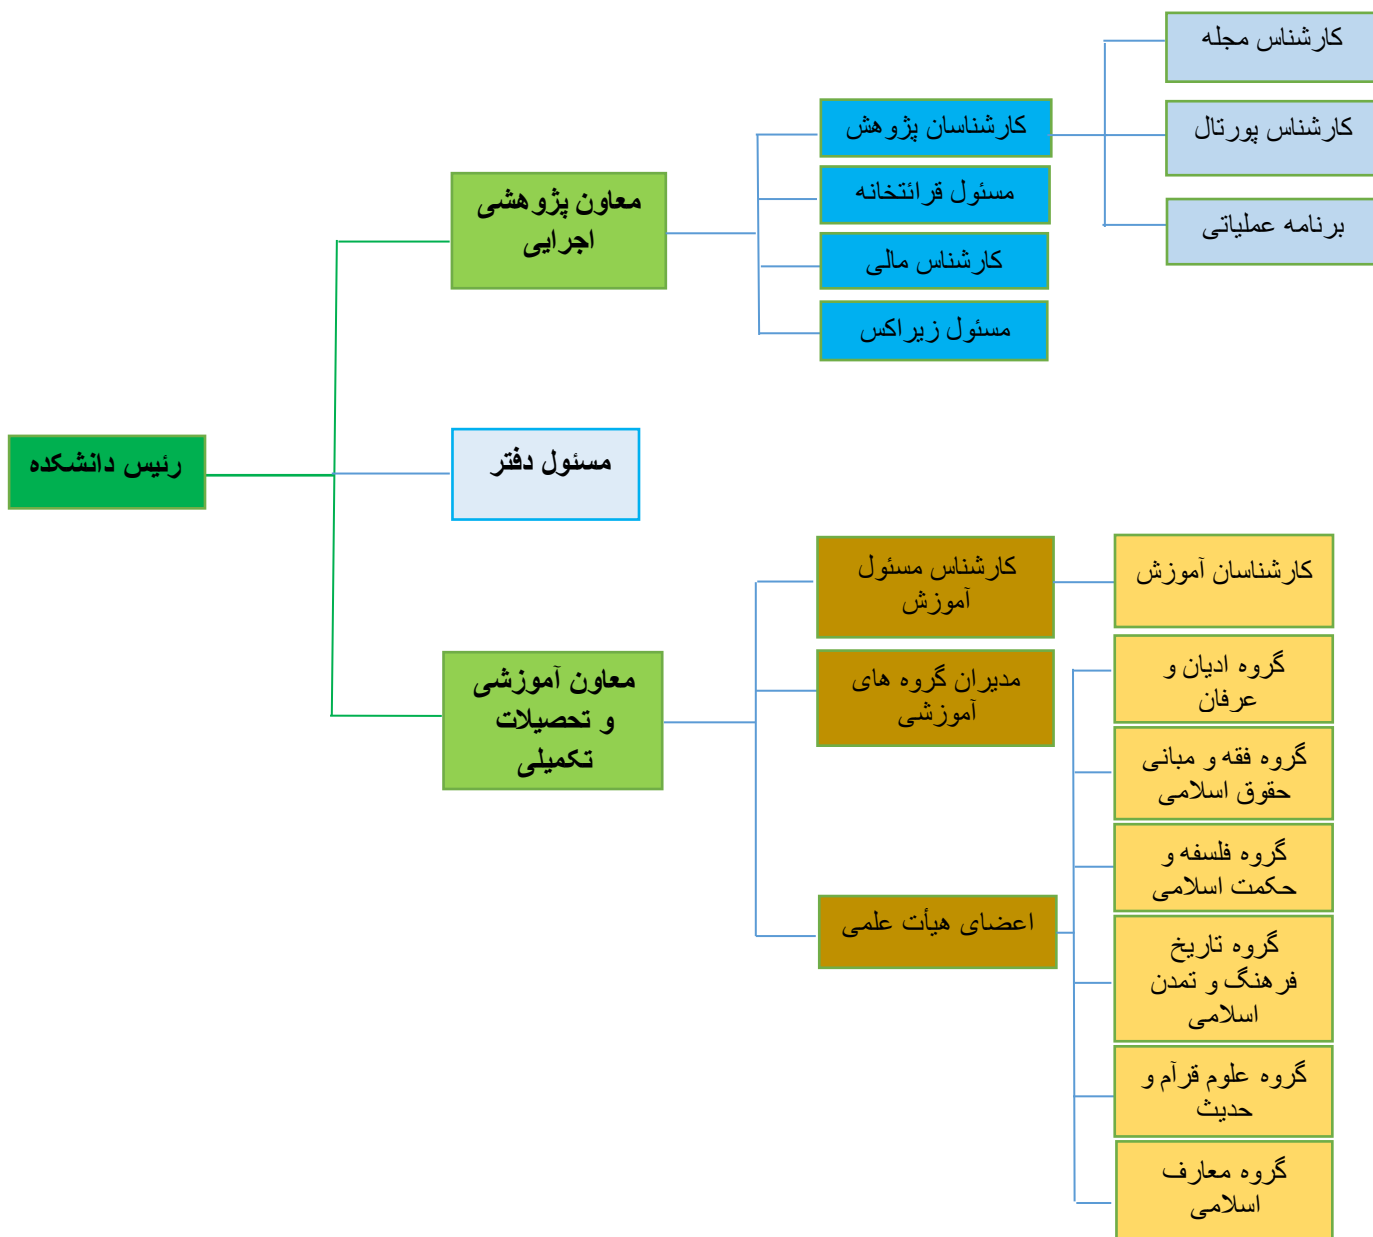 رئیس دانشکده
معاون پژوهشی
اجرایی
کارشناسان پژوهش
کارشناس مجله
کارشناس پورتال
برنامه عملیاتی
مسئول قرائتخانه
کارشناس مالی
مسئول زیراکس
مسئول دفتر
معاون آموزشی
و تحصیلات
تکمیلی
کارشناس مسئول
آموزش
کارشناسان آموزش
مدیران گروه های
آموزشی
اعضای هیأت علمی
گروه ادیان و
عرفان
گروه فقه و مبانی
حقوق اسلامی
گروه فلسفه و
حکمت اسلامی
گروه تاریخ
فرهنگ و تمدن
اسلامی
گروه علوم قرآم و
حدیث
گروه معارف
اسلامی